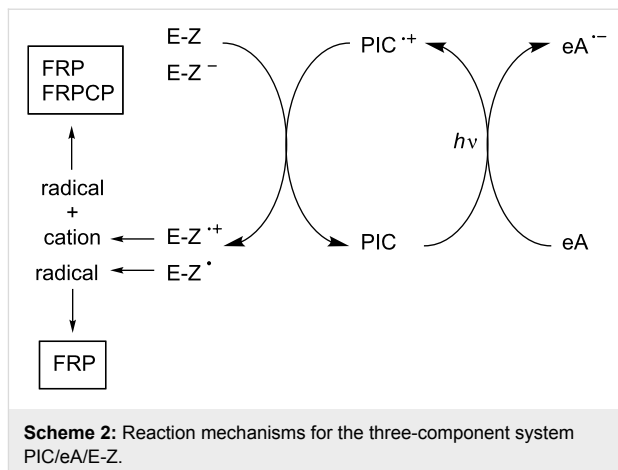 E-Z PIC•+ eA•−
FRP
FRPCP
E-Z−
hν
radical
+
cation E-Z•+ PIC eA
radical E-Z•
FRP
Scheme 2: Reaction mechanisms for the three-component system
PIC/eA/E-Z.